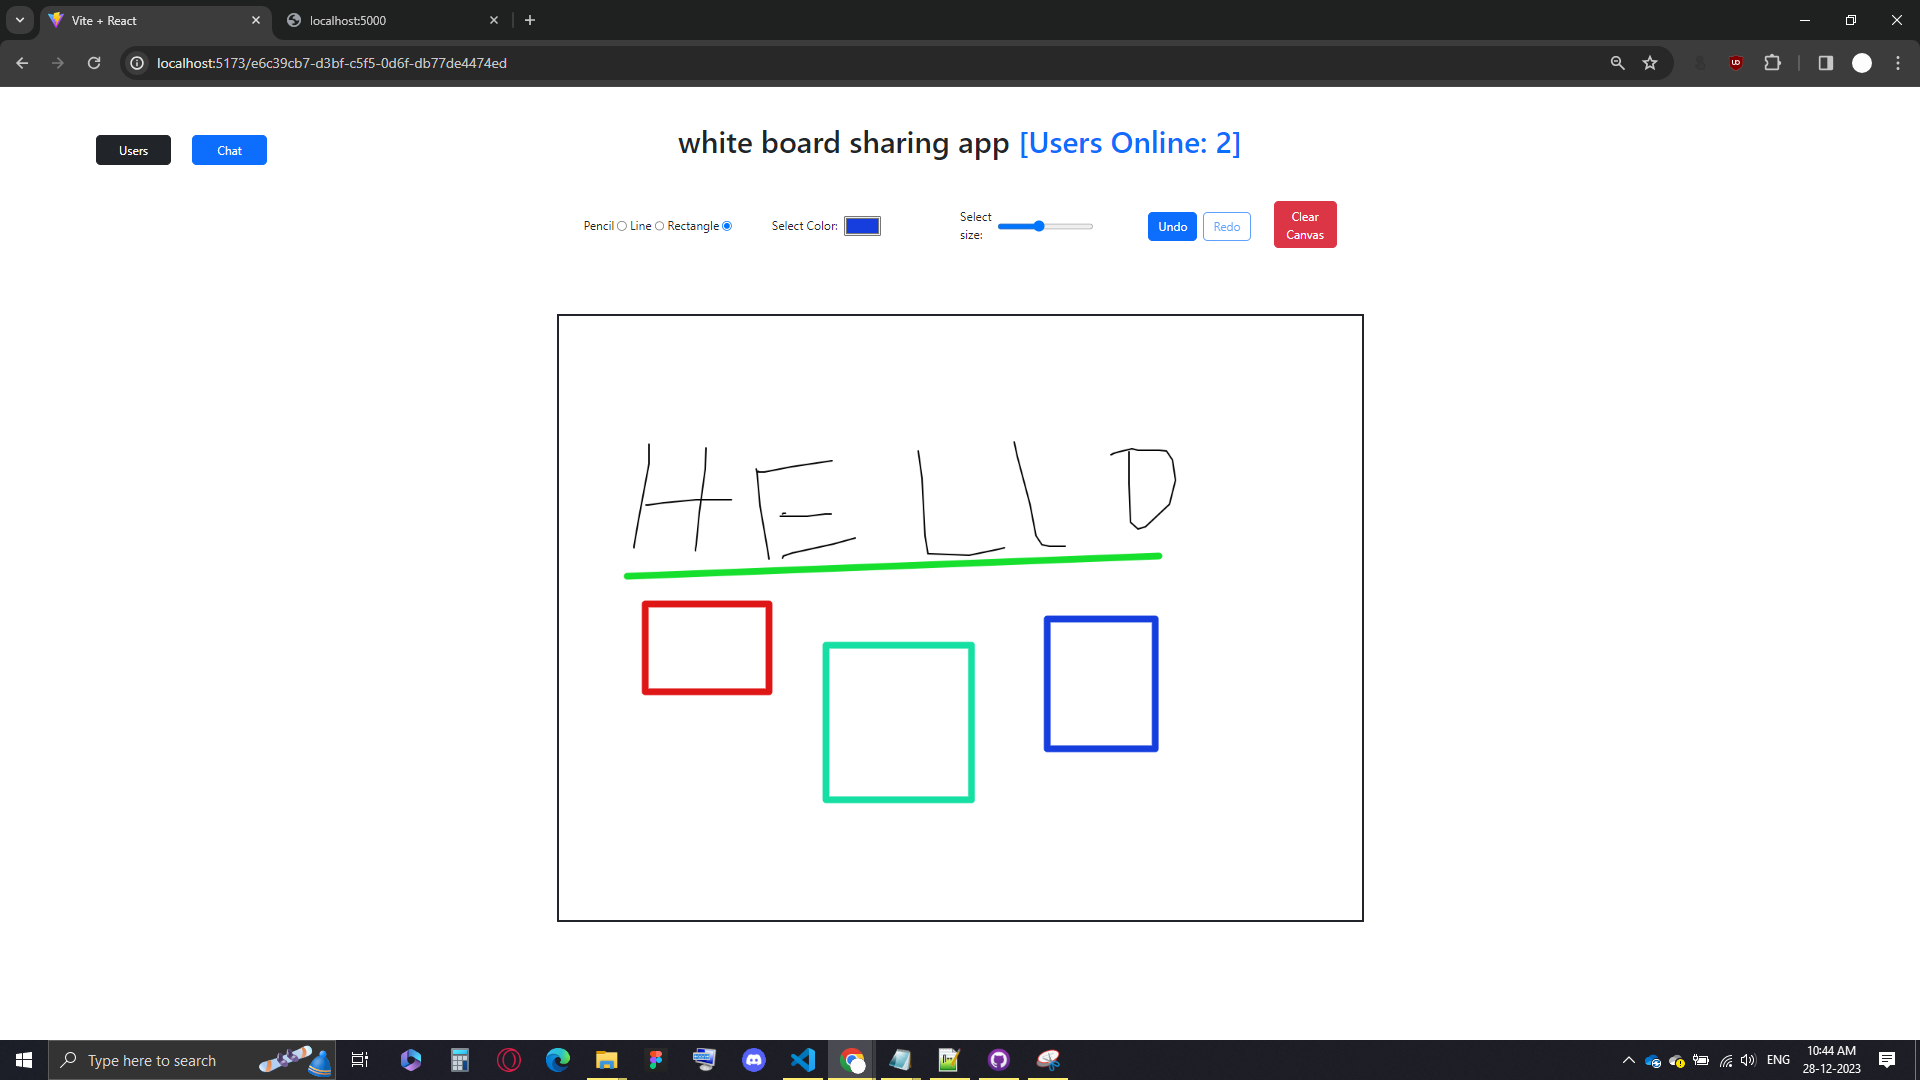 Vite + React
localhost:5000
localhost:5173/e6c39cb7-d3bf-c5f5-0d6f-db77de4474ed
Users
Chat
white board sharing app [Users Online: 2]
Pencil Line Rectangle
Select Color:
Select
size:
Undo
Redo
Clear
Canvas
HELLO
Type here to search
ENG
10:44 AM
28-12-2023